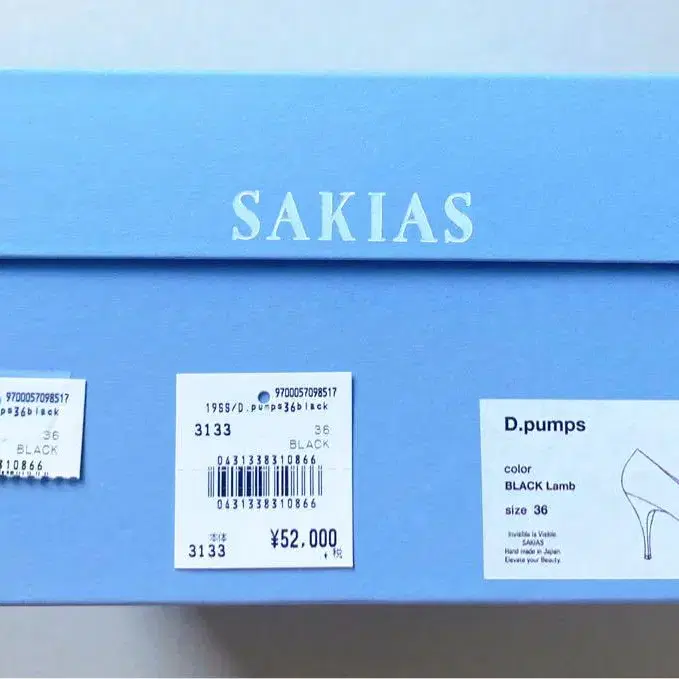 SAKIAS
9700057098517
ps36black
36
BLACK
310866
9700057098517
19SS/D.pumps36black
3133
36
BLACK
0431338310866
0431338310866
本体
3133
¥52,000
+税
D.pumps
color
BLACK Lamb
size 36
Invisible is Visible
SAKIAS
Hand made in Japan
Elevate your Beauty.